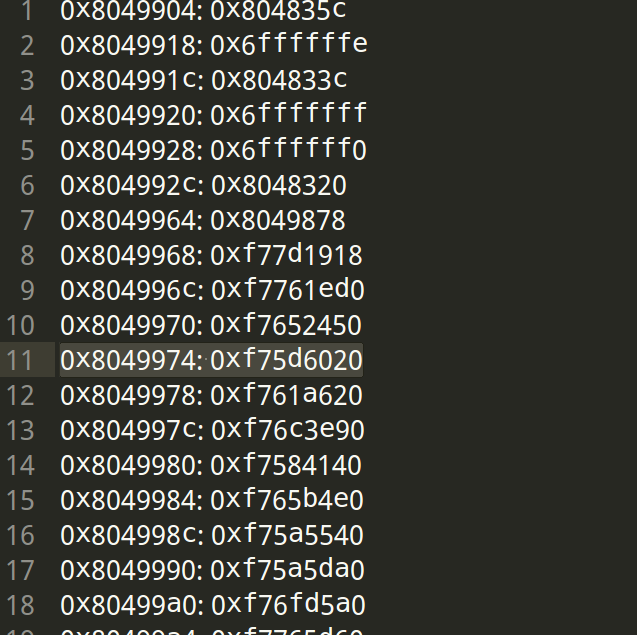 1 0x8049904: 0x804835c
2 0x8049918: 0x6ffffffe
3 0x804991c: 0x804833c
4 0x8049920: 0x6fffffff
5 0x8049928: 0x6ffffff0
6 0x804992c: 0x8048320
7 0x8049964: 0x8049878
8 0x8049968: 0xf77d1918
9 0x804996c: 0xf7761ed0
10 0x8049970: 0xf7652450
11 0x8049974: 0xf75d6020
12 0x8049978: 0xf761a620
13 0x804997c: 0xf76c3e90
14 0x8049980: 0xf7584140
15 0x8049984: 0xf765b4e0
16 0x804998c: 0xf75a5540
17 0x8049990: 0xf75a5da0
18 0x80499a0: 0xf76fd5a0